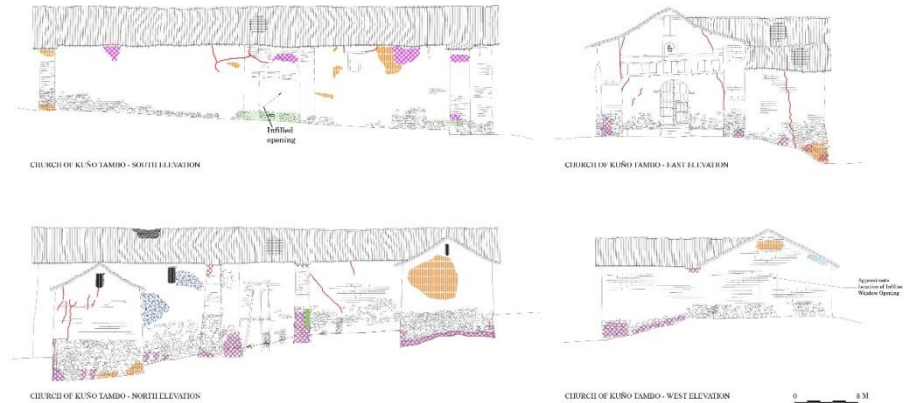 Infilled
opening
CHURCH OF KUÑO TAMBO - SOUTH ELEVATION
CHURCH OF KUÑO TAMBO - EAST ELEVATION
Approximate
Location of Infilled
Window Opening
CHURCH OF KUÑO TAMBO - NORTH ELEVATION
CHURCH OF KUÑO TAMBO - WEST ELEVATION
0 5 M